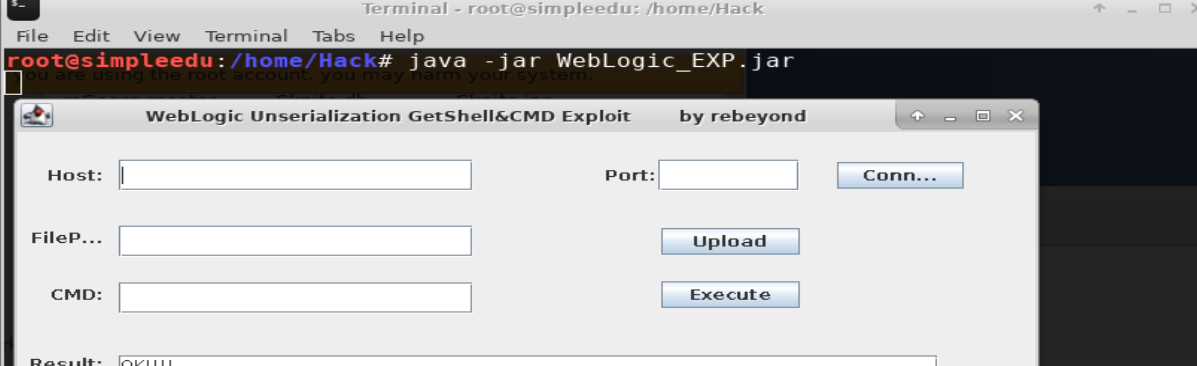 Terminal - root@simpleedu: /home/Hack
File Edit View Terminal Tabs Help
root@simpleedu:/home/Hack# java -jar WebLogic_EXP.jar
you are using the root account, you may harm your system.
WebLogic Unserialization GetShell&CMD Exploit by rebeyond
Host: Port: Conn...
FileP... Upload
CMD: Execute
Result: